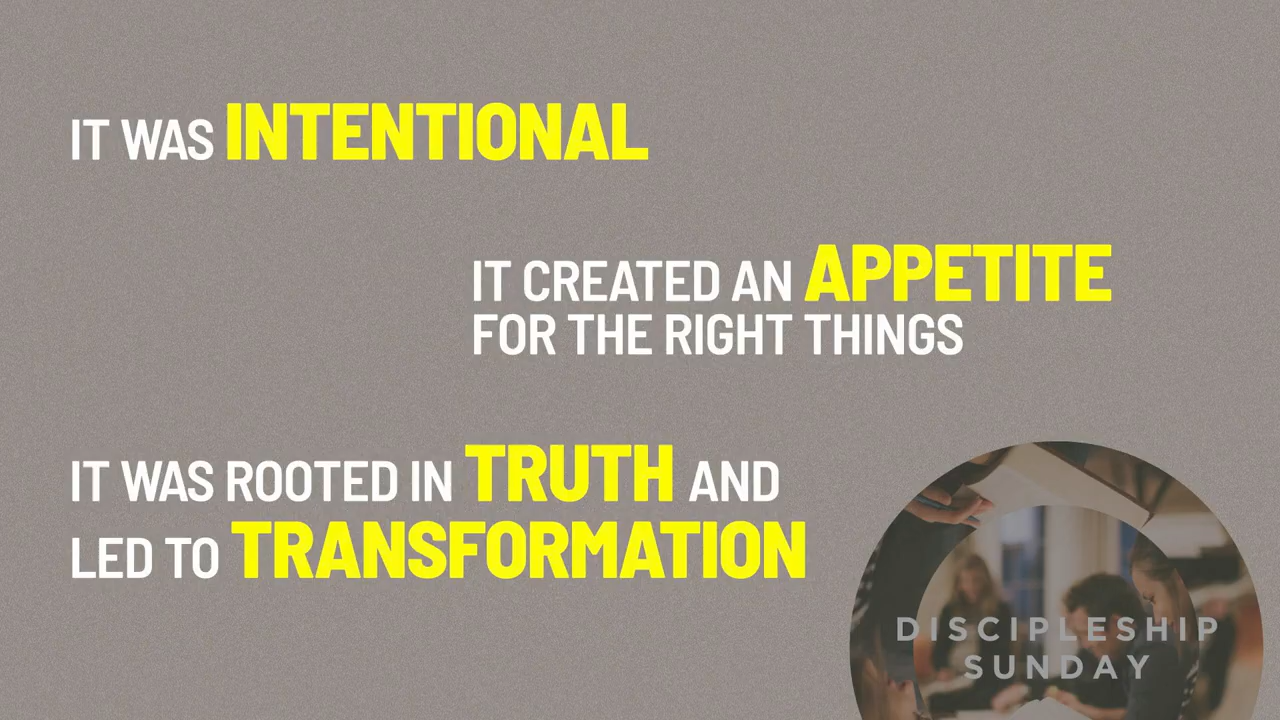 IT WAS INTENTIONAL
IT CREATED AN APPETITE
FOR THE RIGHT THINGS
IT WAS ROOTED IN TRUTH AND
LED TO TRANSFORMATION
DISCIPLESHIP
SUNDAY